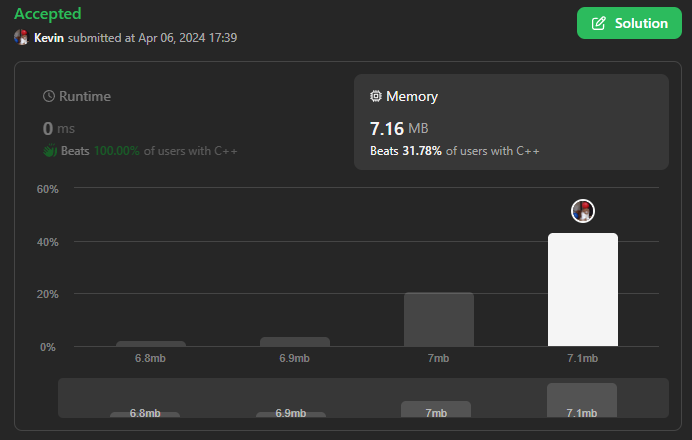 Accepted
Solution
Kevin submitted at Apr 06, 2024 17:39
Runtime
Memory
0 ms
7.16 MB
Beats 100.00% of users with C++
Beats 31.78% of users with C++
60%
40%
20%
0%
6.8mb 6.9mb 7mb 7.1mb
6.8mb 6.9mb 7mb 7.1mb